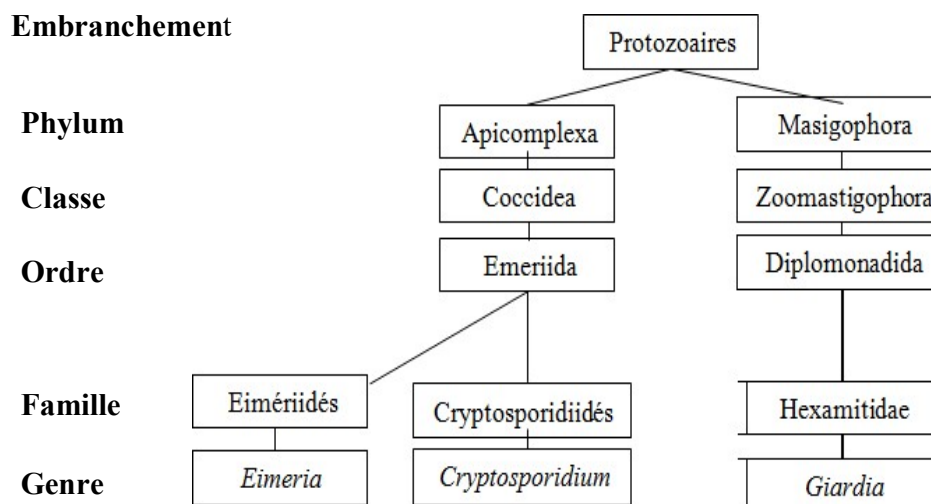 Embranchement
Protozoaires
Phylum
Apicomplexa
Masigophora
Classe
Coccidea
Zoomastigophora
Ordre
Emeriida
Diplomonadida
Famille
Eimériidés
Cryptosporidiidés
Hexamitidae
Genre
Eimeria
Cryptosporidium
Giardia